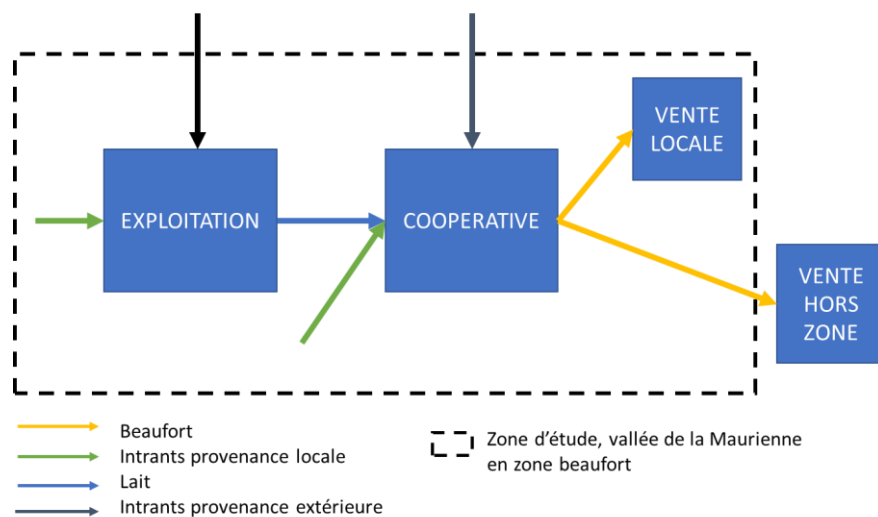 VENTE
LOCALE
EXPLOITATION
COOPERATIVE
VENTE
HORS
ZONE
Beaufort
Intrants provenance locale
Lait
Intrants provenance extérieure
Zone d'étude, vallée de la Maurienne
en zone beaufort